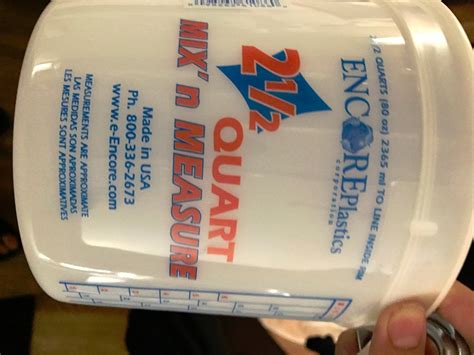 2 1/2 QUARTS (80 oz) 2365 ml TO LINE INSIDE RIM
ENCORE Plastics
corporation
2 1/2
QUART
MIX'n MEASURE
Made in USA
Ph. 800-336-2673
www.e-Encore.com
MEASUREMENTS ARE APPROXIMATE
LAS MEDIDAS SON APROXIMADAS
LES MESURES SONT APPROXIMATIVES